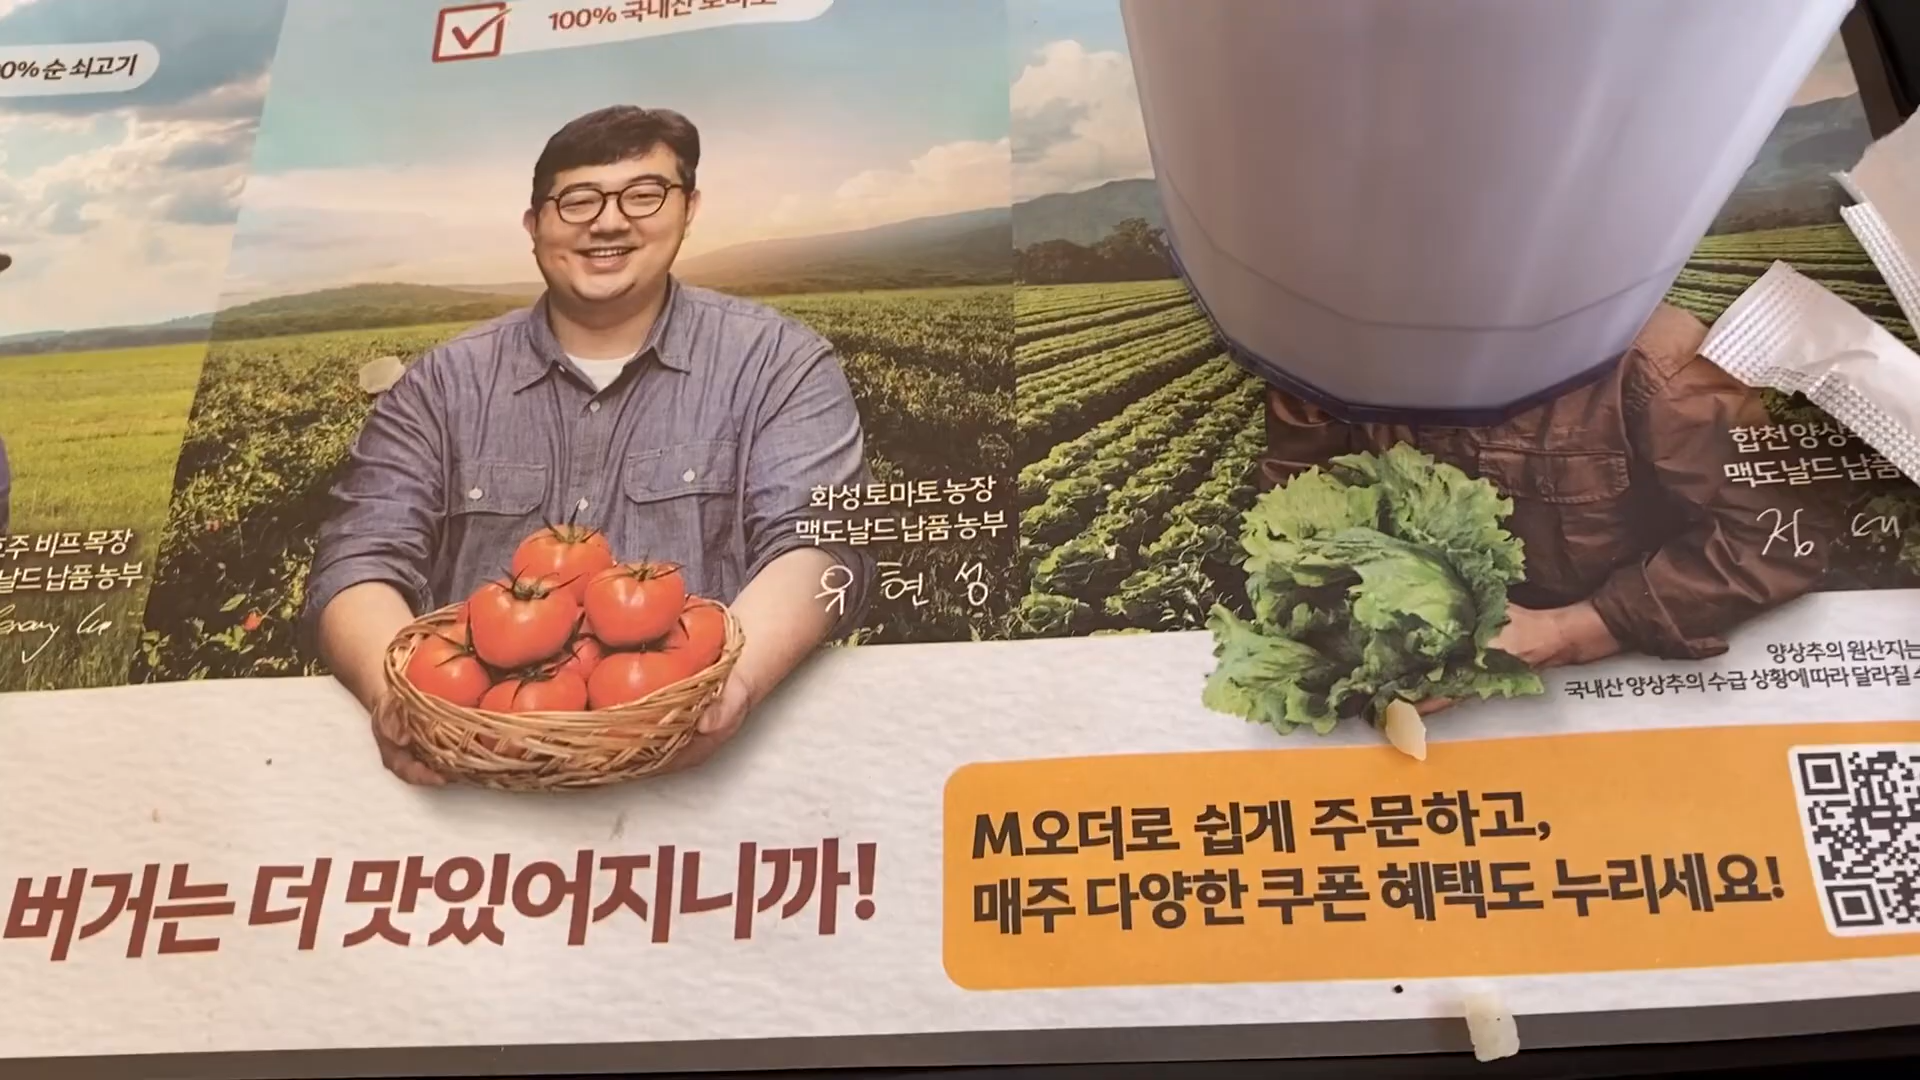 100% 국내산 토마토
0% 순 쇠고기
화성 토마토 농장
맥도날드 납품 농부
유 현 성
호주 비프 목장
날드 납품 농부
합천 양상
맥도날드 납품
정
양상추의 원산지는
국내산 양상추의 수급 상황에 따라 달라질
버거는 더 맛있어지니까!
M오더로 쉽게 주문하고,
매주 다양한 쿠폰 혜택도 누리세요!